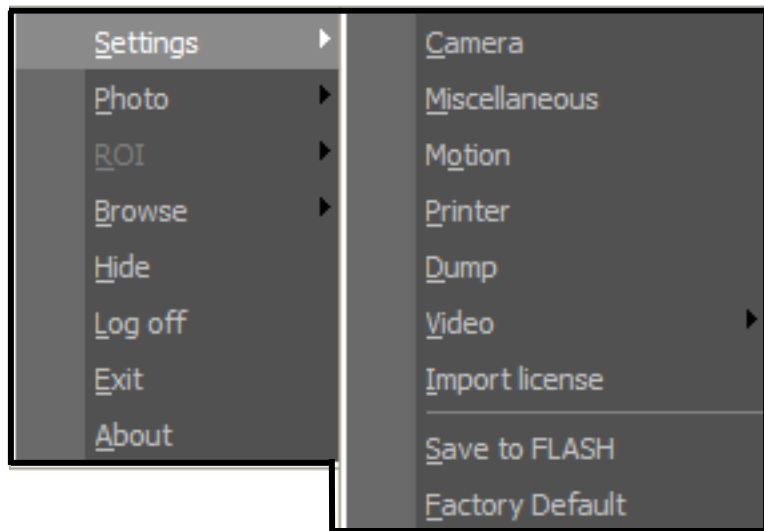 Settings
Photo
ROI
Browse
Hide
Log off
Exit
About
Camera
Miscellaneous
Motion
Printer
Dump
Video
Import license
Save to FLASH
Factory Default